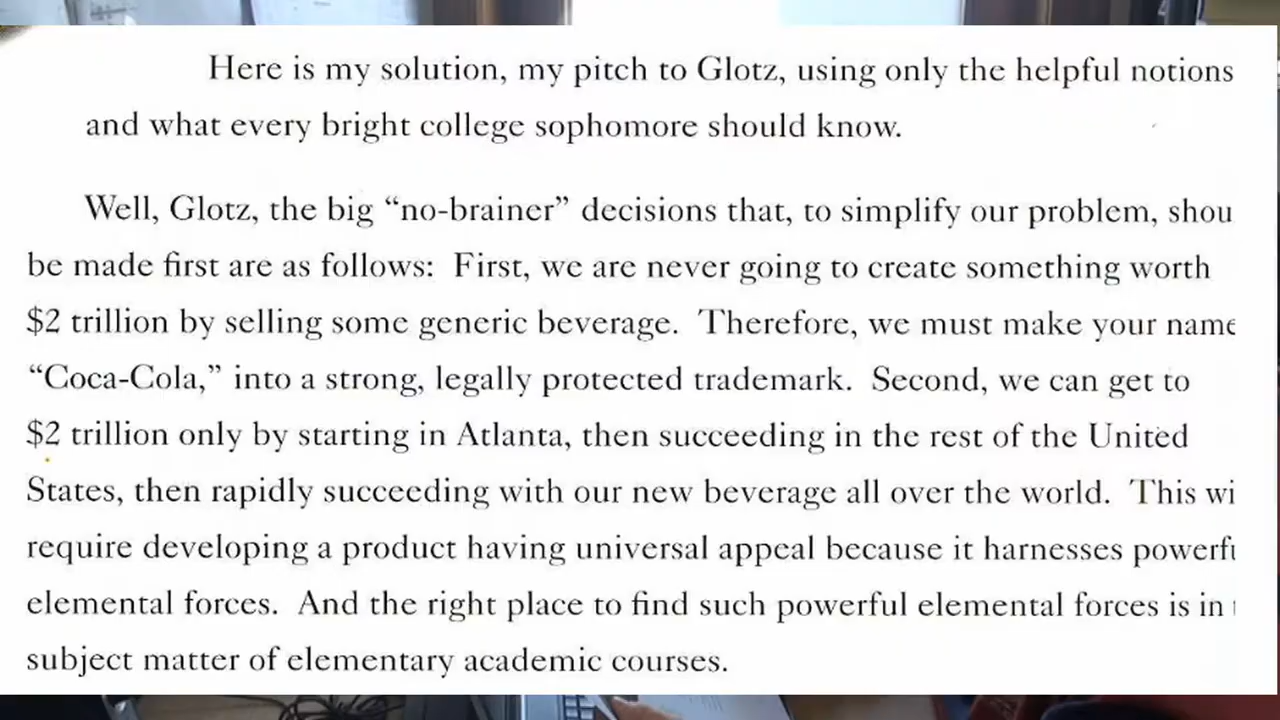 Here is my solution, my pitch to Glotz, using only the helpful notions
and what every bright college sophomore should know.
Well, Glotz, the big “no-brainer” decisions that, to simplify our problem, shou
be made first are as follows: First, we are never going to create something worth
$2 trillion by selling some generic beverage. Therefore, we must make your name
“Coca-Cola,” into a strong, legally protected trademark. Second, we can get to
$2 trillion only by starting in Atlanta, then succeeding in the rest of the United
States, then rapidly succeeding with our new beverage all over the world. This wi
require developing a product having universal appeal because it harnesses powerfu
elemental forces. And the right place to find such powerful elemental forces is in
subject matter of elementary academic courses.